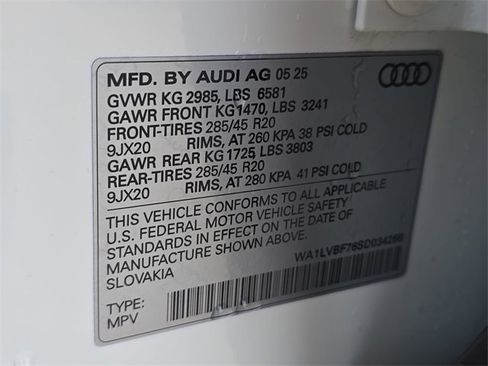 MFD. BY AUDI AG 05 25
GVWR KG 2985, LBS 6581
GAWR FRONT KG1470, LBS 3241
FRONT-TIRES 285/45 R20
9JX20 RIMS, AT 260 KPA 38 PSI COLD
GAWR REAR KG 1725, LBS 3803
REAR-TIRES 285/45 R20
9JX20 RIMS, AT 280 KPA 41 PSI COLD
THIS VEHICLE CONFORMS TO ALL APPLICABLE
U.S. FEDERAL MOTOR VEHICLE SAFETY
STANDARDS IN EFFECT ON THE DATE OF
MANUFACTURE SHOWN ABOVE. MADE IN
SLOVAKIA
WA1LVBF76SD034268
TYPE:
MPV